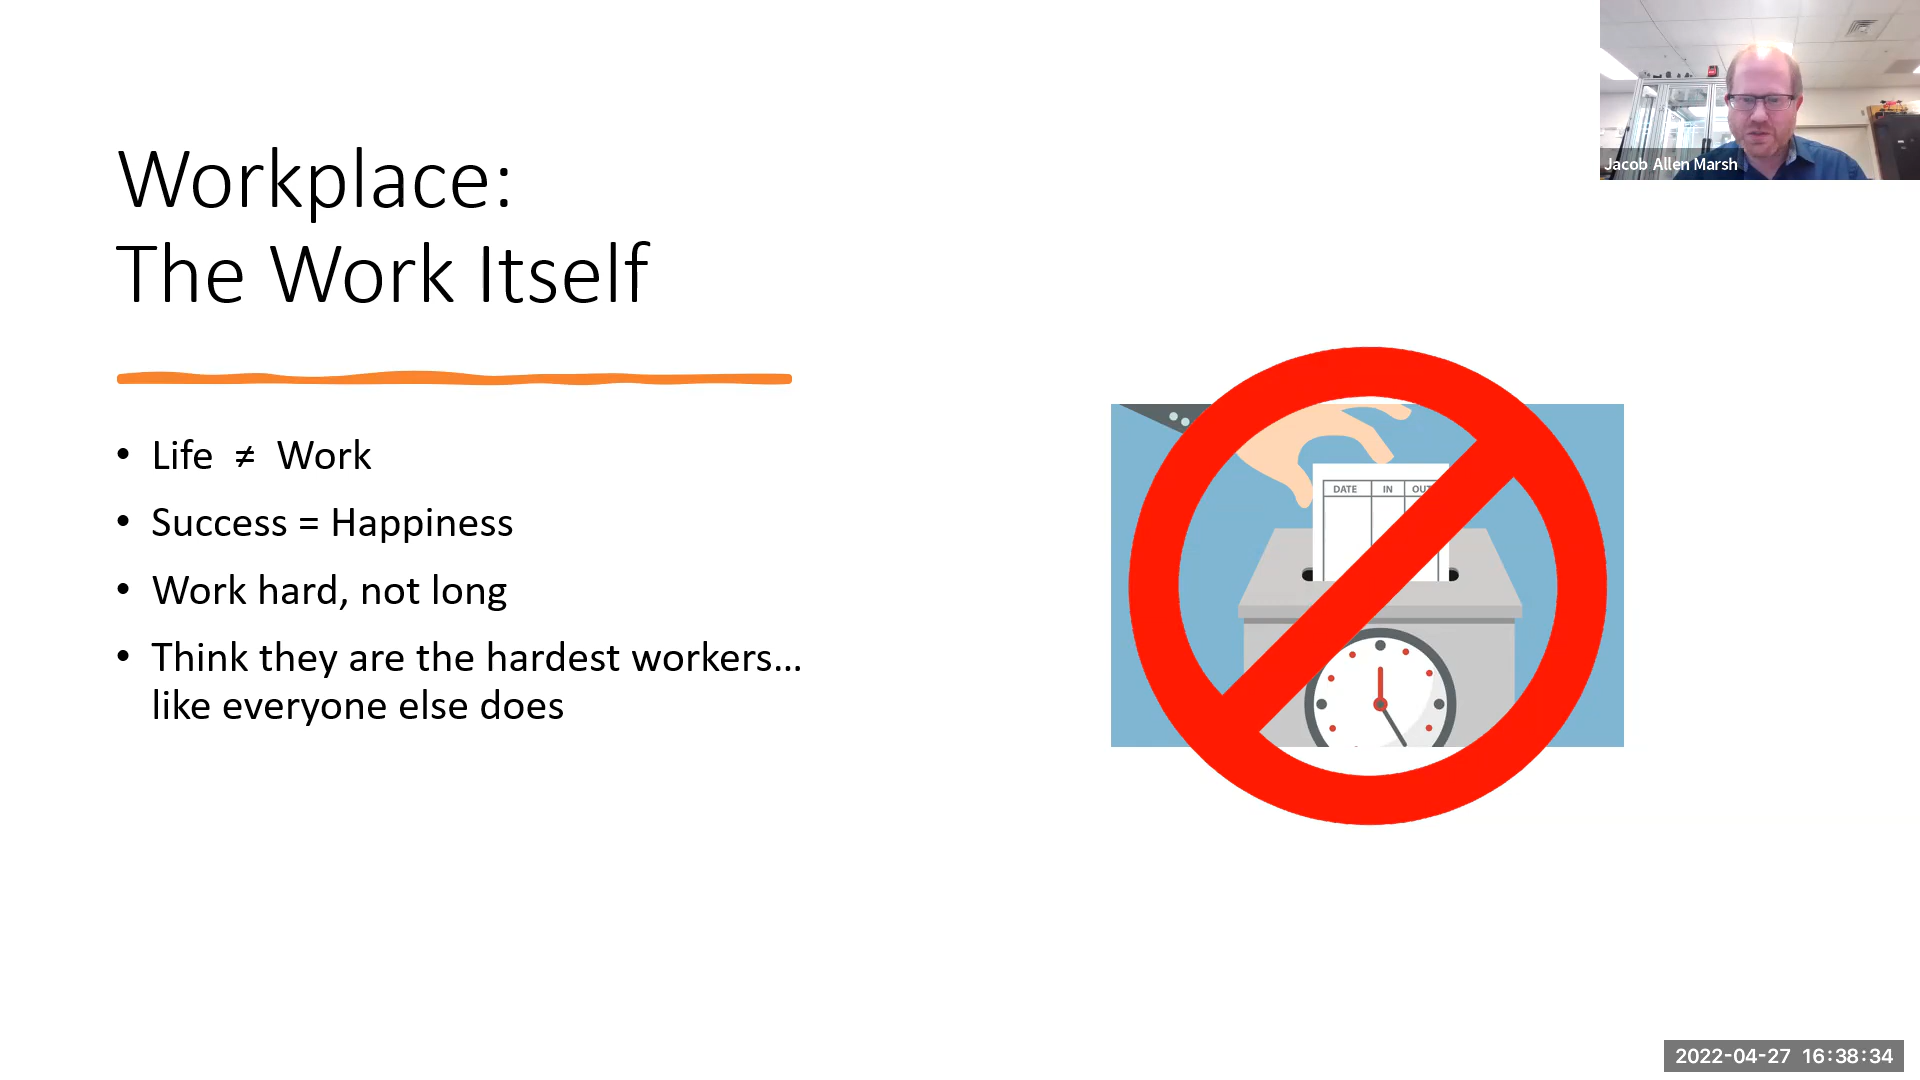 Workplace:
The Work Itself
• Life ≠ Work
• Success = Happiness
• Work hard, not long
• Think they are the hardest workers…
like everyone else does
Jacob Allen Marsh
DATE IN OUT
2022-04-27 16:38:34